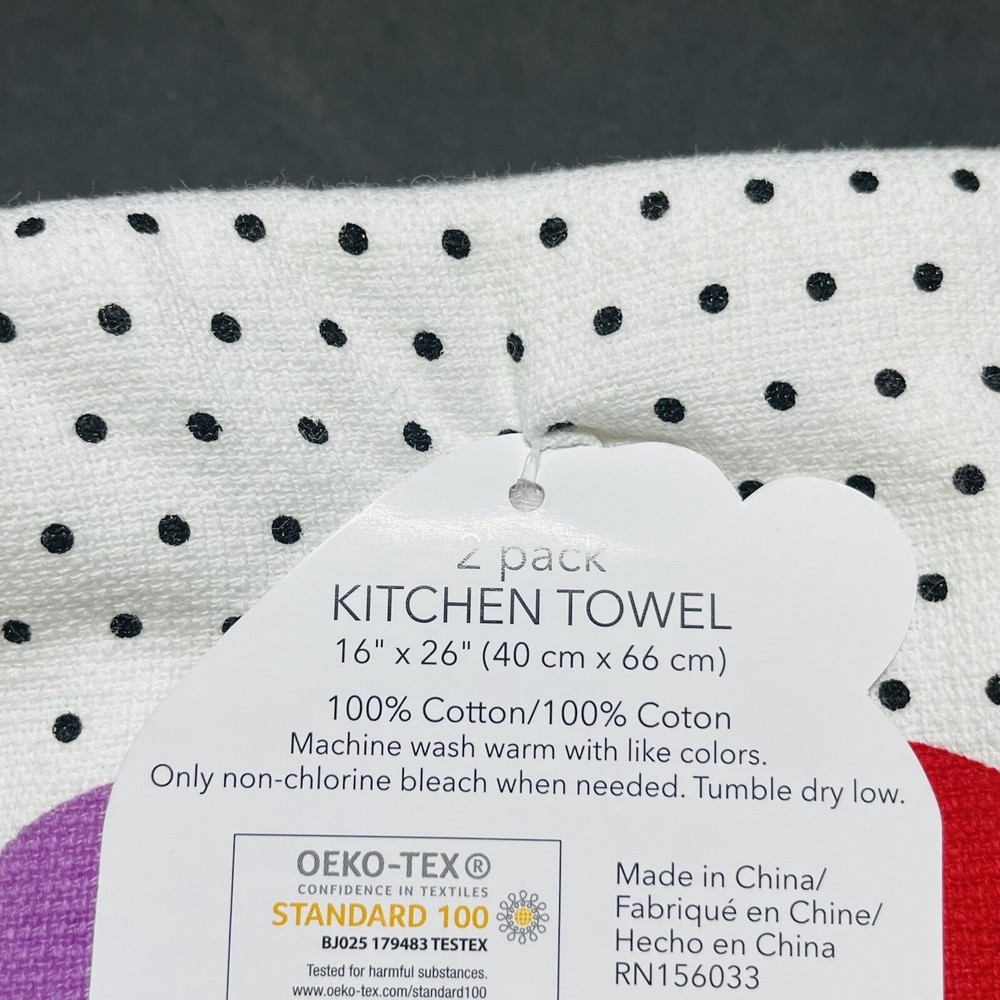 2 pack
KITCHEN TOWEL
16" x 26" (40 cm x 66 cm)
100% Cotton/100% Coton
Machine wash warm with like colors.
Only non-chlorine bleach when needed. Tumble dry low.
OEKO-TEX®
CONFIDENCE IN TEXTILES
STANDARD 100
BJ025 179483 TESTEX
Tested for harmful substances.
www.oeko-tex.com/standard100
Made in China/
Fabriqué en Chine/
Hecho en China
RN156033